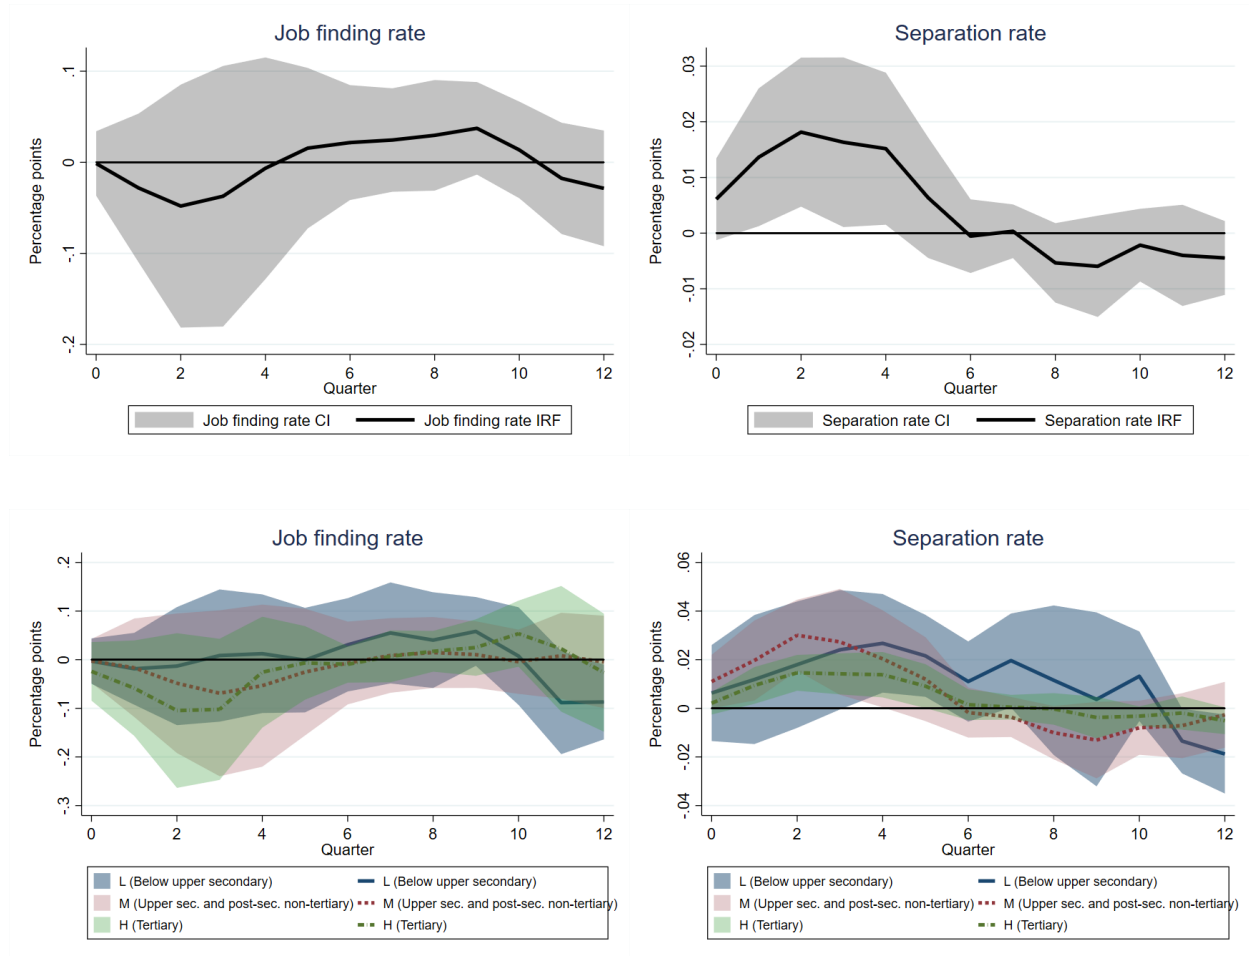 Job finding rate
Percentage points
.1
0
-.1
-.2
0 2 4 6 8 10 12
Quarter
Job finding rate CI Job finding rate IRF
Separation rate
Percentage points
.03
.02
.01
0
-.01
-.02
0 2 4 6 8 10 12
Quarter
Separation rate CI Separation rate IRF
Job finding rate
Percentage points
.2
.1
0
-.1
-.2
-.3
0 2 4 6 8 10 12
Quarter
L (Below upper secondary) L (Below upper secondary)
M (Upper sec. and post-sec. non-tertiary) M (Upper sec. and post-sec. non-tertiary)
H (Tertiary) H (Tertiary)
Separation rate
Percentage points
.06
.04
.02
0
-.02
-.04
0 2 4 6 8 10 12
Quarter
L (Below upper secondary) L (Below upper secondary)
M (Upper sec. and post-sec. non-tertiary) M (Upper sec. and post-sec. non-tertiary)
H (Tertiary) H (Tertiary)